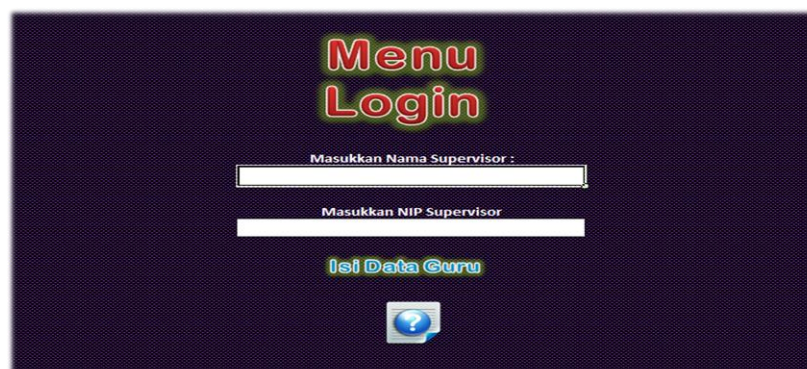 Menu
Login
Masukkan Nama Supervisor :
Masukkan NIP Supervisor
Isi Data Guru
?